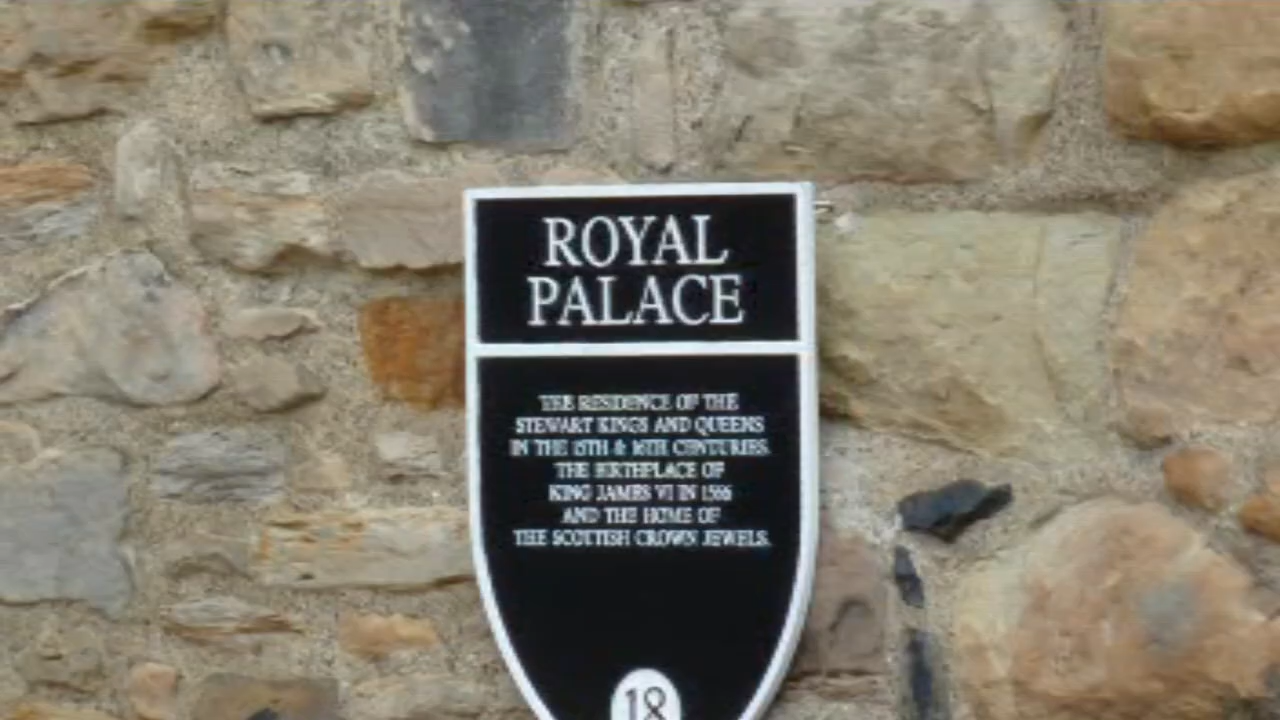 ROYAL
PALACE
THE RESIDENCE OF THE
STEWART KINGS AND QUEENS
IN THE 15TH & 16TH CENTURIES.
THE BIRTHPLACE OF
KING JAMES VI IN 1566
AND THE HOME OF
THE SCOTTISH CROWN JEWELS.
18